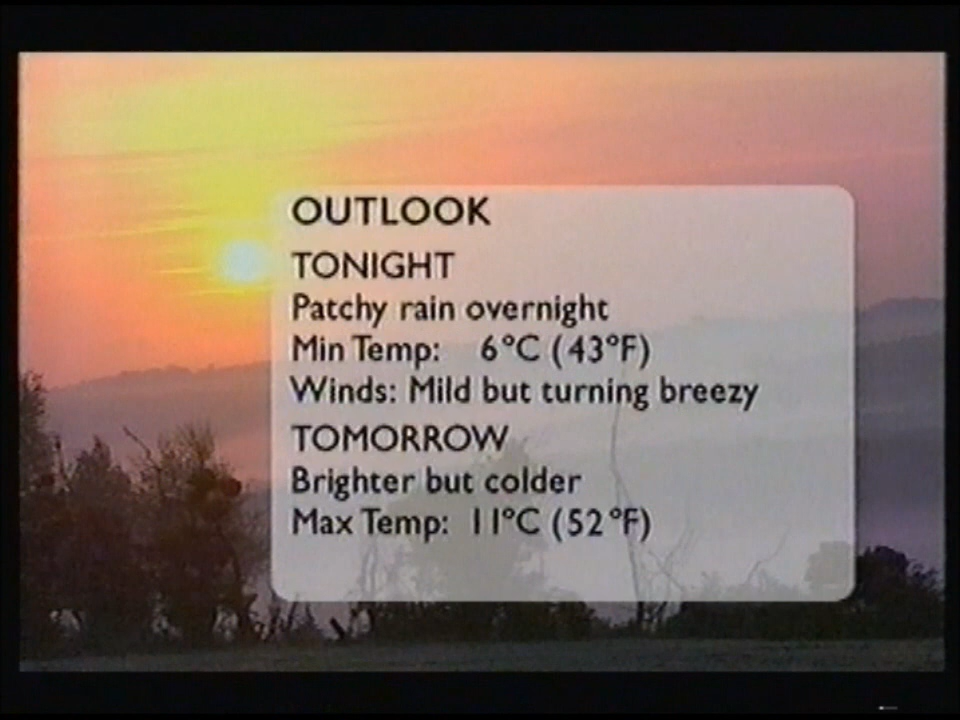 OUTLOOK
TONIGHT
Patchy rain overnight
Min Temp: 6°C (43°F)
Winds: Mild but turning breezy
TOMORROW
Brighter but colder
Max Temp: 11°C (52°F)